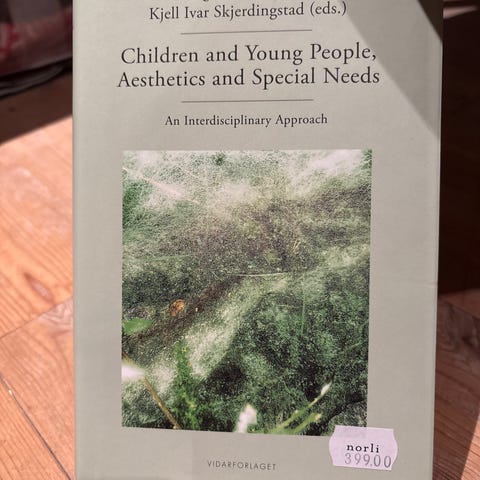 Kjell Ivar Skjerdingstad (eds.)
Children and Young People,
Aesthetics and Special Needs
An Interdisciplinary Approach
VIDARFORLAGET
norli
399.00